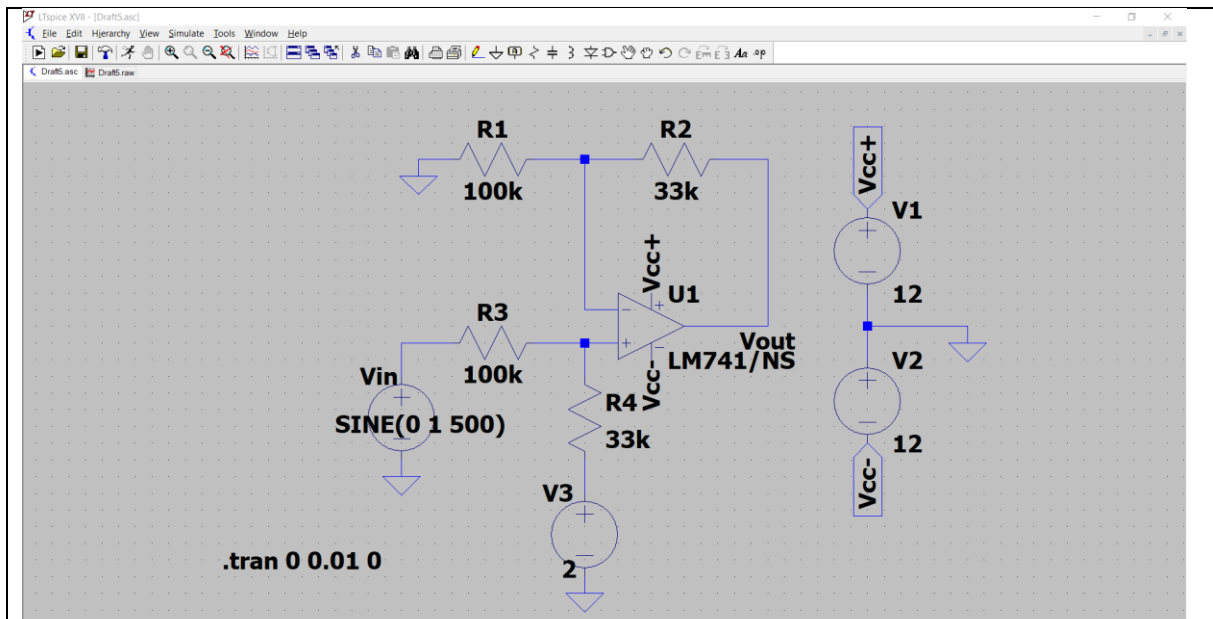 LTspice XVII - [Draft5.asc]
File Edit Hierarchy View Simulate Tools Window Help
Aa .op
Draft5.asc Draft5.raw
R1
100k
R2
33k
Vcc+
V1
12
Vcc+
U1
R3
100k
Vout
LM741/NS
Vcc-
Vin
SINE(0 1 500)
R4
33k
V2
12
Vcc-
V3
2
.tran 0 0.01 0